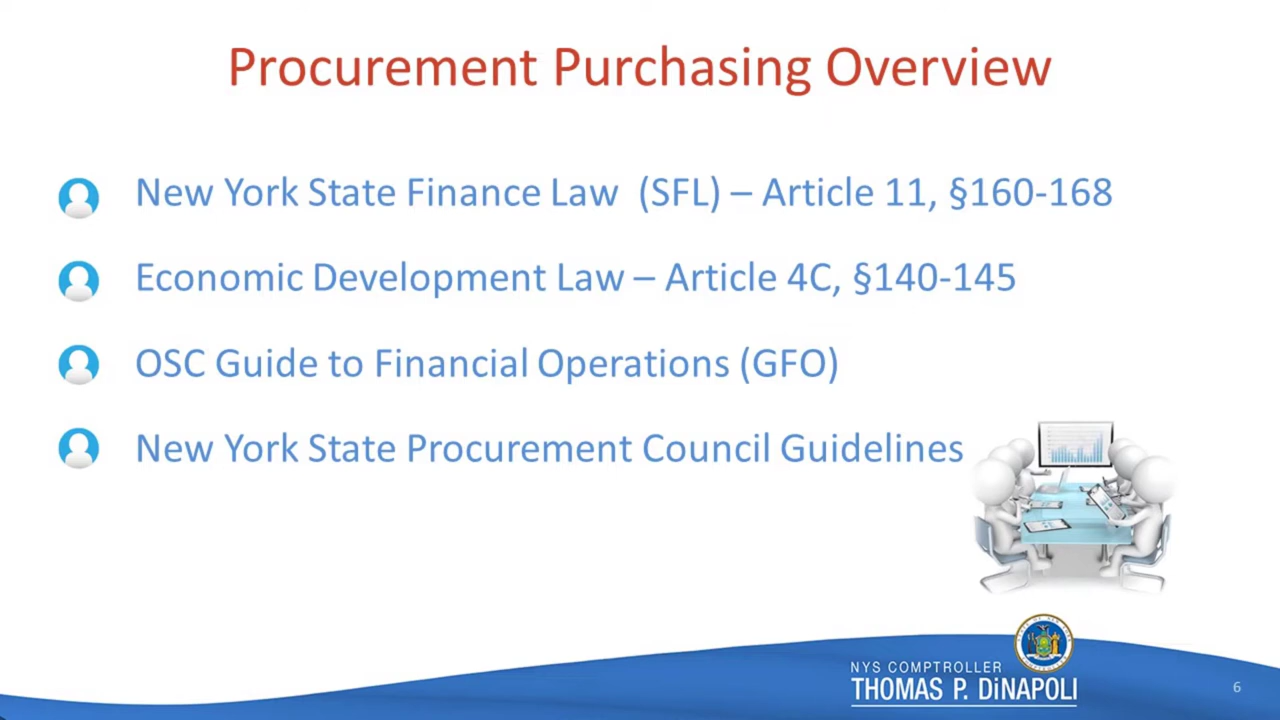 Procurement Purchasing Overview
New York State Finance Law (SFL) – Article 11, §160-168
Economic Development Law – Article 4C, §140-145
OSC Guide to Financial Operations (GFO)
New York State Procurement Council Guidelines
NYS COMPTROLLER
THOMAS P. DiNAPOLI
6